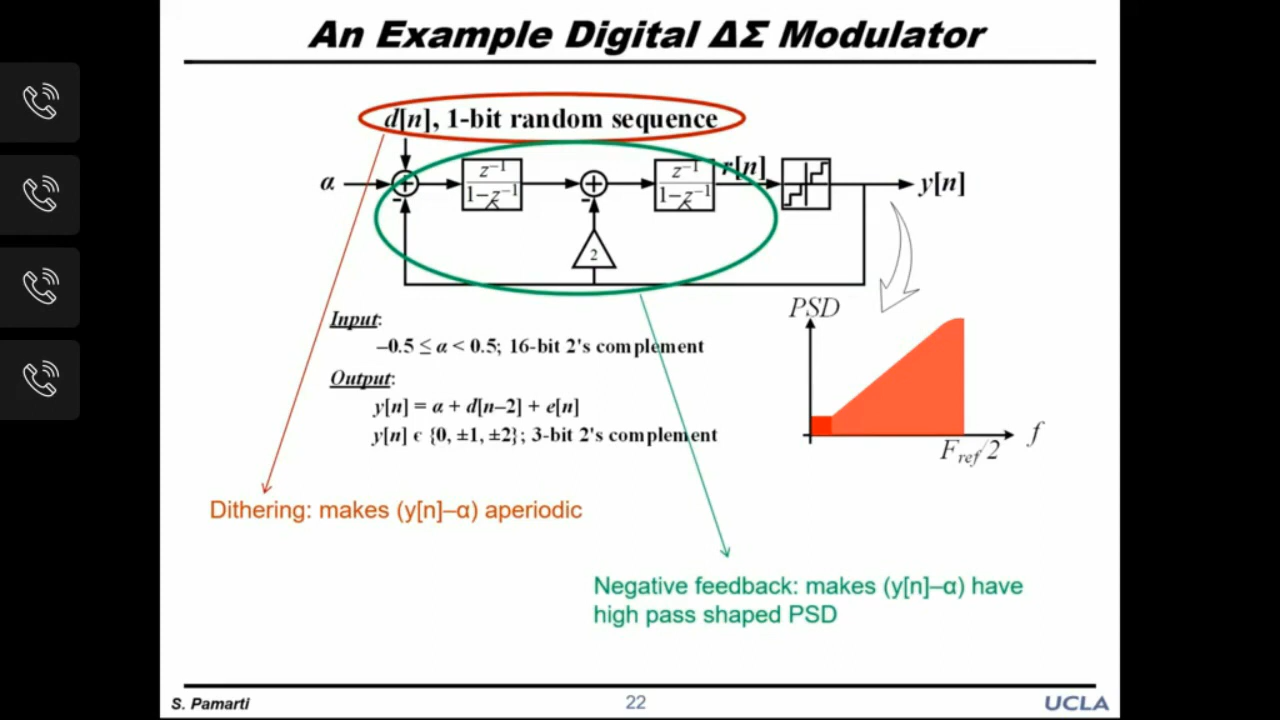 An Example Digital ΔΣ Modulator
d[n], 1-bit random sequence
α
-
z⁻¹
1–z⁻¹
-
2
z⁻¹
1–z⁻¹
r[n]
y[n]
Input:
–0.5 ≤ α < 0.5; 16-bit 2's complement
Output:
y[n] = α + d[n–2] + e[n]
y[n] ϵ {0, ±1, ±2}; 3-bit 2's complement
PSD
f
F_ref/2
Dithering: makes (y[n]–α) aperiodic
Negative feedback: makes (y[n]–α) have
high pass shaped PSD
S. Pamarti
22
UCLA